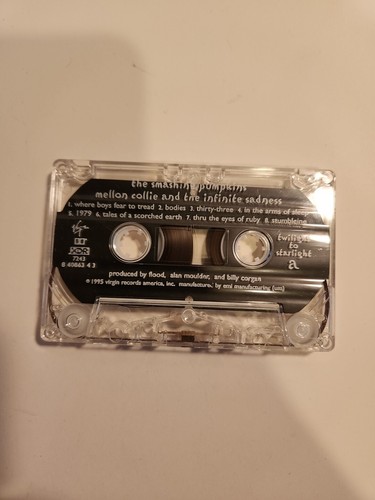 the smashing pumpkins
mellon collie and the infinite sadness
1. where boys fear to tread 2. bodies 3. thirty-three 4. in the arms of sleep
5. 1979 6. tales of a scorched earth 7. thru the eyes of ruby 8. stumbleine
Virgin
XDR
7243
8 40863 4 3
twilight
to
starlight
a
produced by flood, alan moulder, and billy corgan
℗1995 virgin records america, inc. manufactured by emi manufacturing